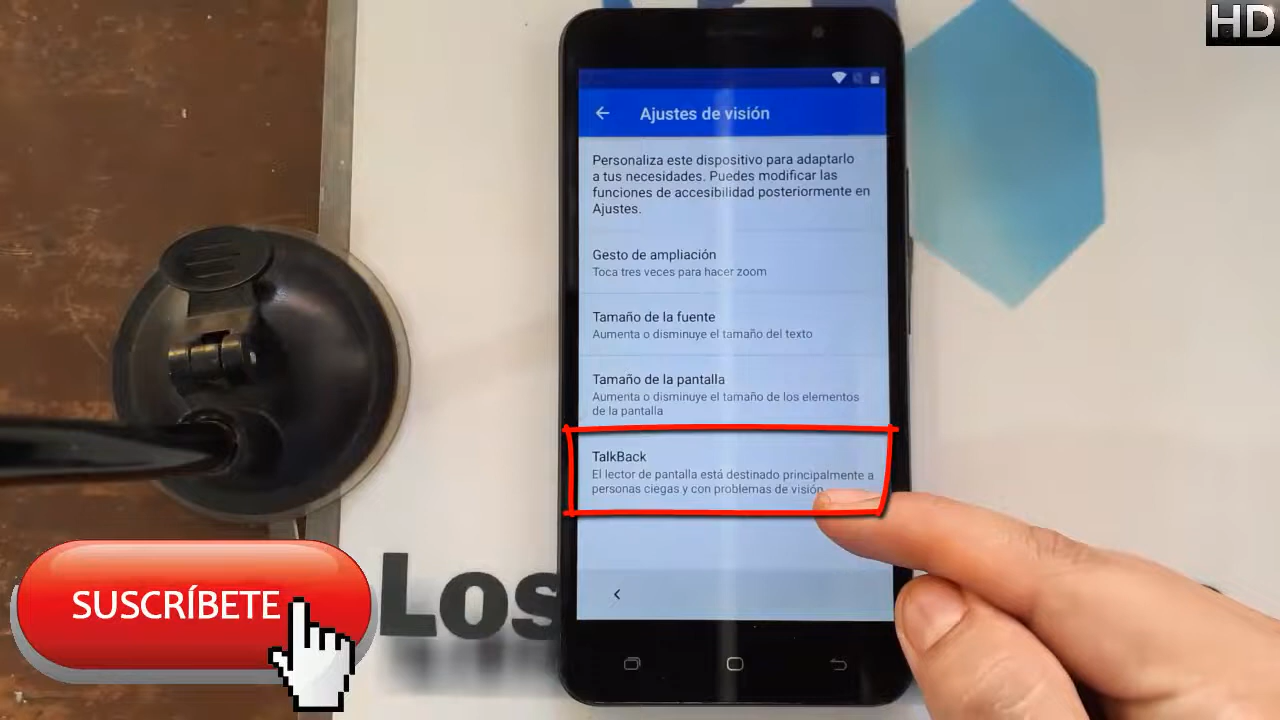 HD
Ajustes de visión
Personaliza este dispositivo para adaptarlo
a tus necesidades. Puedes modificar las
funciones de accesibilidad posteriormente en
Ajustes.
Gesto de ampliación
Toca tres veces para hacer zoom
Tamaño de la fuente
Aumenta o disminuye el tamaño del texto
Tamaño de la pantalla
Aumenta o disminuye el tamaño de los elementos
de la pantalla
TalkBack
El lector de pantalla está destinado principalmente a
personas ciegas y con problemas de visión
SUSCRÍBETE
Los